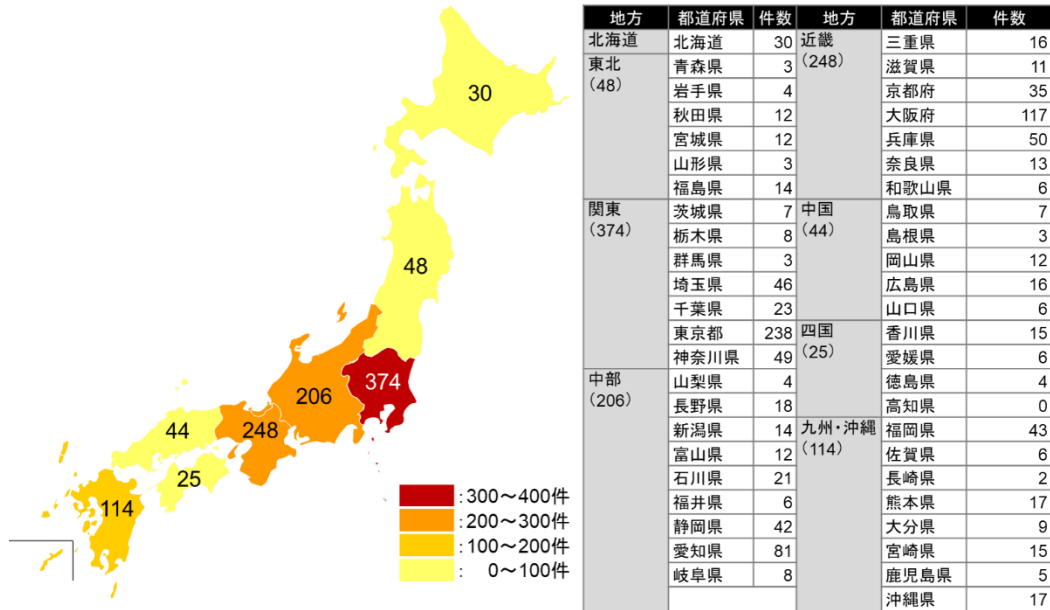 30
48
374
206
248
44
25
114
:300～400件
:200～300件
:100～200件
: 0～100件
地方 都道府県 件数 地方 都道府県 件数
北海道 北海道 30 近畿 三重県 16
東北 青森県 3 (248) 滋賀県 11
(48) 岩手県 4 京都府 35
秋田県 12 大阪府 117
宮城県 12 兵庫県 50
山形県 3 奈良県 13
福島県 14 和歌山県 6
関東 茨城県 7 中国 鳥取県 7
(374) 栃木県 8 (44) 島根県 3
群馬県 3 岡山県 12
埼玉県 46 広島県 16
千葉県 23 山口県 6
東京都 238 四国 香川県 15
神奈川県 49 (25) 愛媛県 6
中部 山梨県 4 徳島県 4
(206) 長野県 18 高知県 0
新潟県 14 九州・沖縄 福岡県 43
富山県 12 (114) 佐賀県 6
石川県 21 長崎県 2
福井県 6 熊本県 17
静岡県 42 大分県 9
愛知県 81 宮崎県 15
岐阜県 8 鹿児島県 5
沖縄県 17